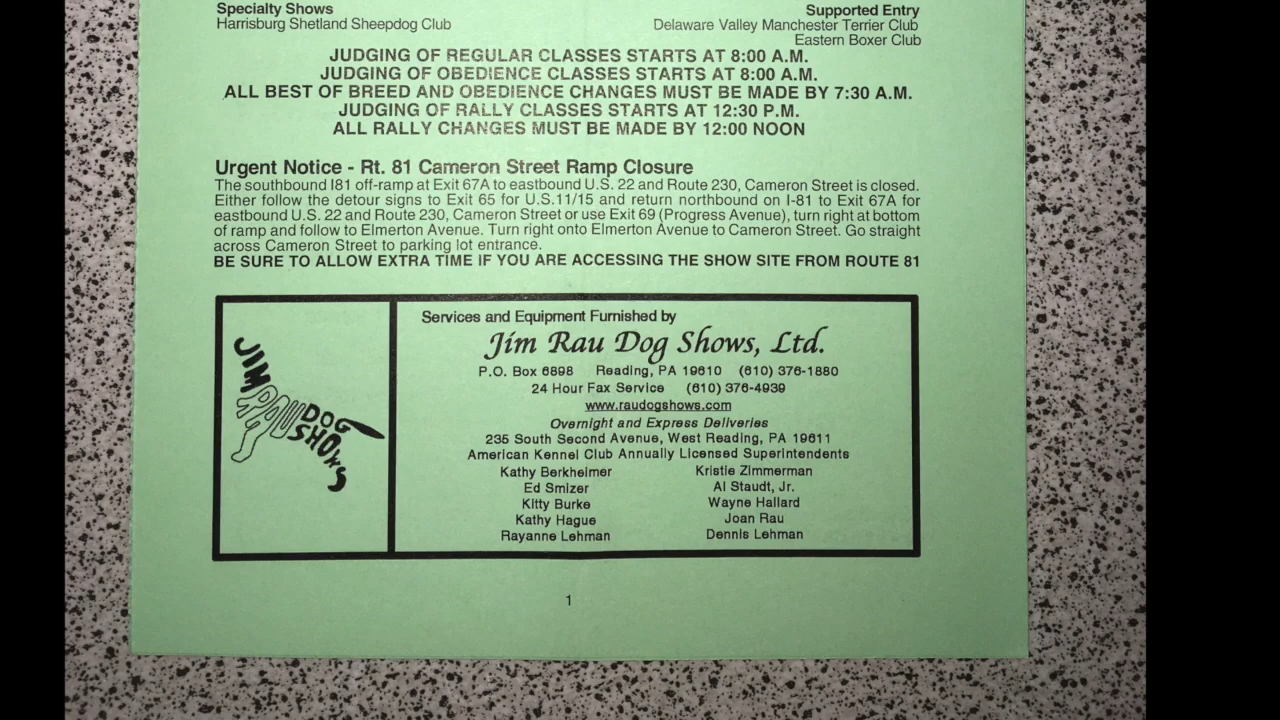 Specialty Shows
Supported Entry
Harrisburg Shetland Sheepdog Club
Delaware Valley Manchester Terrier Club
Eastern Boxer Club
JUDGING OF REGULAR CLASSES STARTS AT 8:00 A.M.
JUDGING OF OBEDIENCE CLASSES STARTS AT 8:00 A.M.
ALL BEST OF BREED AND OBEDIENCE CHANGES MUST BE MADE BY 7:30 A.M.
JUDGING OF RALLY CLASSES STARTS AT 12:30 P.M.
ALL RALLY CHANGES MUST BE MADE BY 12:00 NOON
Urgent Notice - Rt. 81 Cameron Street Ramp Closure
The southbound I81 off-ramp at Exit 67A to eastbound U.S. 22 and Route 230, Cameron Street is closed.
Either follow the detour signs to Exit 65 for U.S.11/15 and return northbound on I-81 to Exit 67A for
eastbound U.S. 22 and Route 230, Cameron Street or use Exit 69 (Progress Avenue), turn right at bottom
of ramp and follow to Elmerton Avenue. Turn right onto Elmerton Avenue to Cameron Street. Go straight
across Cameron Street to parking lot entrance.
BE SURE TO ALLOW EXTRA TIME IF YOU ARE ACCESSING THE SHOW SITE FROM ROUTE 81
JIM RAU DOG SHOWS
Services and Equipment Furnished by
Jim Rau Dog Shows, Ltd.
P.O. Box 6898 Reading, PA 19610 (610) 376-1880
24 Hour Fax Service (610) 376-4939
www.raudogshows.com
Overnight and Express Deliveries
235 South Second Avenue, West Reading, PA 19611
American Kennel Club Annually Licensed Superintendents
Kathy Berkheimer Kristie Zimmerman
Ed Smizer Al Staudt, Jr.
Kitty Burke Wayne Hallard
Kathy Hague Joan Rau
Rayanne Lehman Dennis Lehman
1